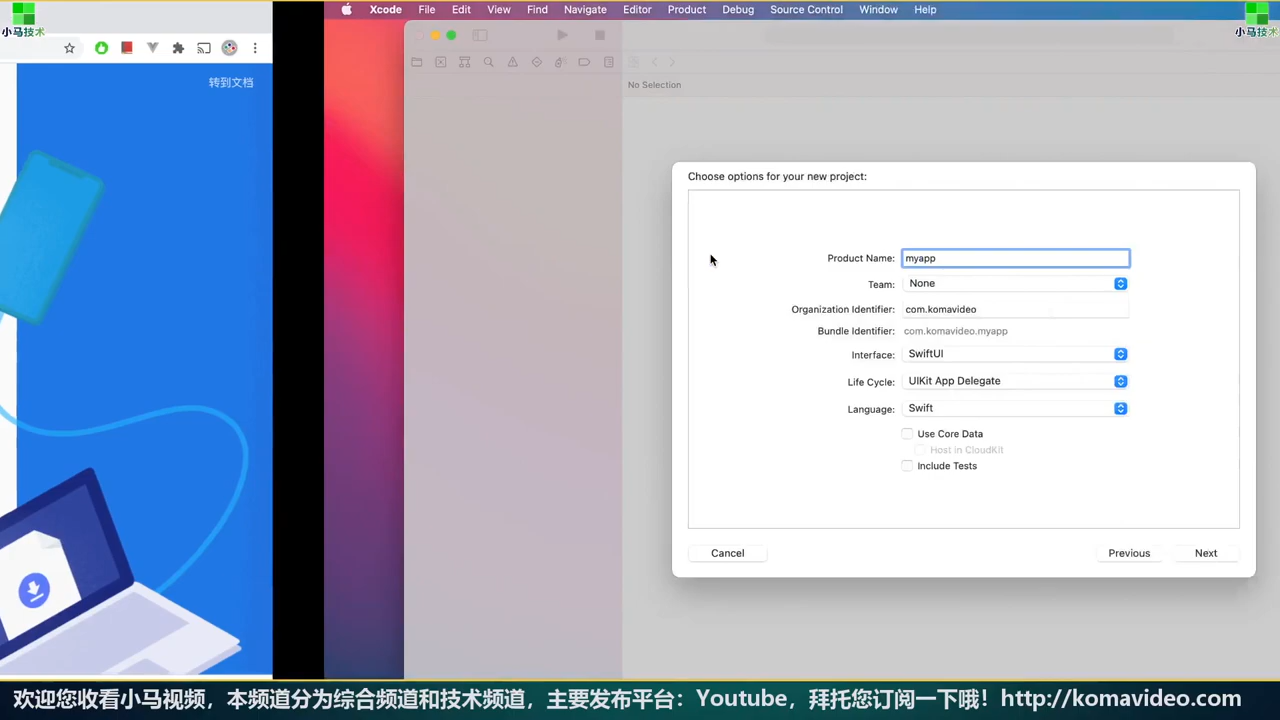 小马技术
转到文档
Xcode File Edit View Find Navigate Editor Product Debug Source Control Window Help
小马技术
No Selection
Choose options for your new project:
Product Name: myapp
Team: None
Organization Identifier: com.komavideo
Bundle Identifier: com.komavideo.myapp
Interface: SwiftUI
Life Cycle: UIKit App Delegate
Language: Swift
Use Core Data
Host in CloudKit
Include Tests
Cancel Previous Next
欢迎您收看小马视频，本频道分为综合频道和技术频道，主要发布平台：Youtube，拜托您订阅一下哦！http://komavideo.com